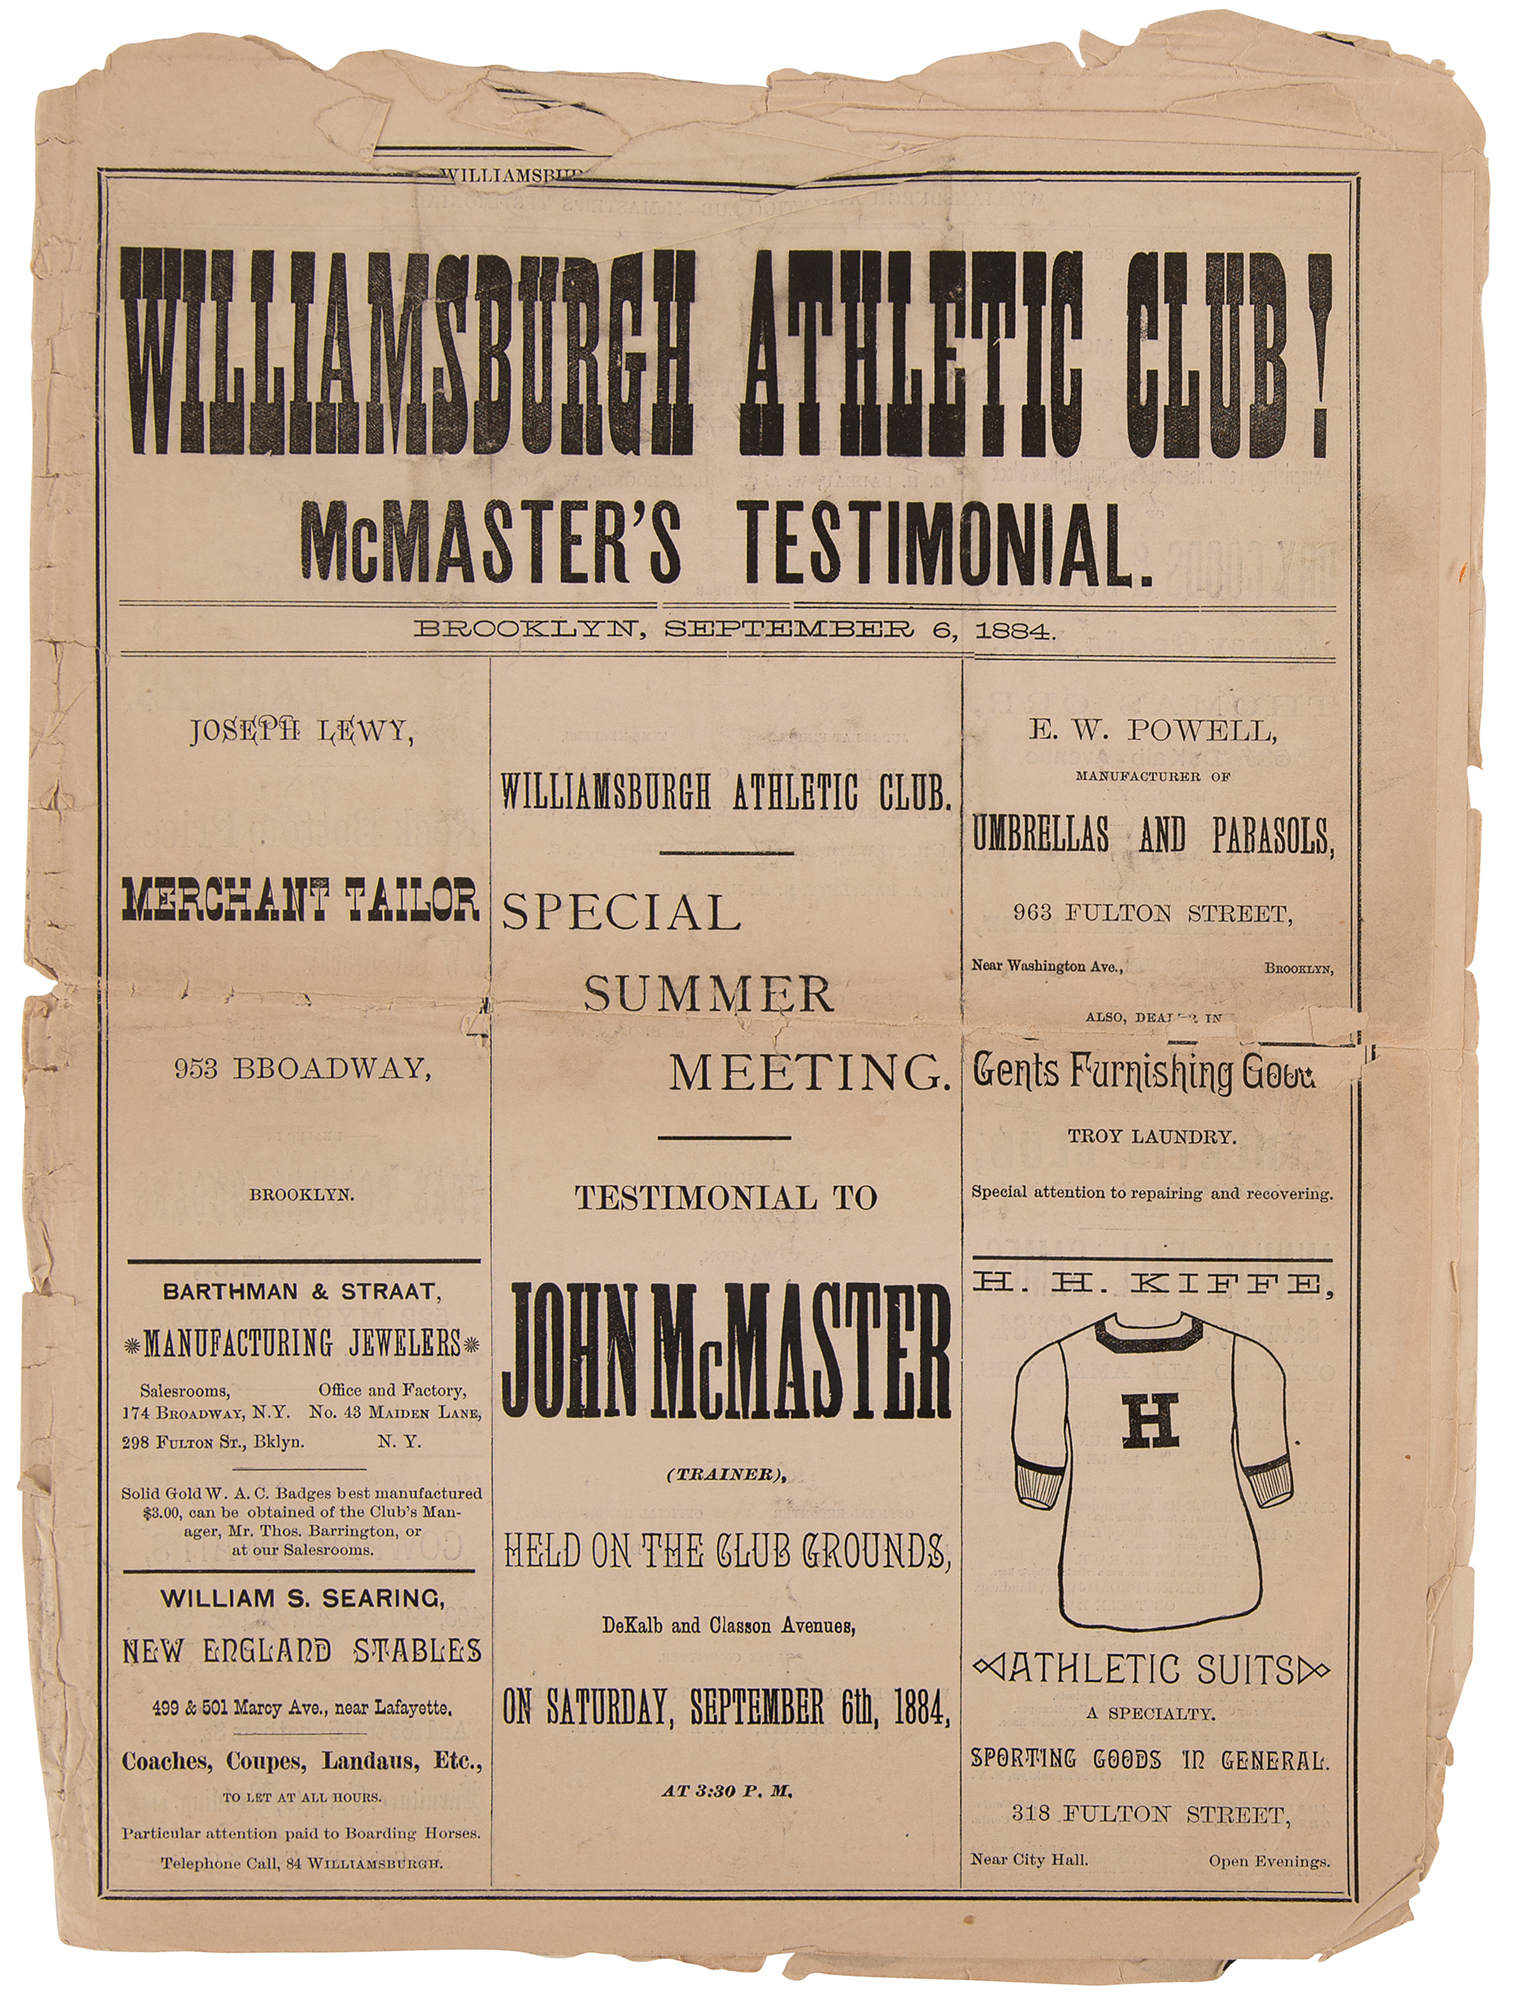 WILLIAMSBUR
WILLIAMSBURGH ATHLETIC CLUB!
McMASTER'S TESTIMONIAL.
BROOKLYN, SEPTEMBER 6, 1884.
JOSEPH LEWY,
MERCHANT TAILOR
953 BBOADWAY,
BROOKLYN.
BARTHMAN & STRAAT,
MANUFACTURING JEWELERS
Salesrooms, Office and Factory,
174 BROADWAY, N.Y. No. 43 MAIDEN LANE,
298 FULTON ST., Bklyn. N. Y.
Solid Gold W. A. C. Badges best manufactured
$3.00, can be obtained of the Club's Man-
ager, Mr. Thos. Barrington, or
at our Salesrooms.
WILLIAM S. SEARING,
NEW ENGLAND STABLES
499 & 501 Marcy Ave., near Lafayette.
Coaches, Coupes, Landaus, Etc.,
TO LET AT ALL HOURS.
Particular attention paid to Boarding Horses.
Telephone Call, 84 WILLIAMSBURGH.
WILLIAMSBURGH ATHLETIC CLUB.
SPECIAL
SUMMER
MEETING.
TESTIMONIAL TO
JOHN McMASTER
(TRAINER),
HELD ON THE CLUB GROUNDS,
DeKalb and Classon Avenues,
ON SATURDAY, SEPTEMBER 6th, 1884,
AT 3:30 P. M.
E. W. POWELL,
MANUFACTURER OF
UMBRELLAS AND PARASOLS,
963 FULTON STREET,
Near Washington Ave., BROOKLYN,
ALSO, DEALER IN
Gents Furnishing Good
TROY LAUNDRY.
Special attention to repairing and recovering.
H. H. KIFFE,
H
ATHLETIC SUITS
A SPECIALTY.
SPORTING GOODS IN GENERAL.
318 FULTON STREET,
Near City Hall. Open Evenings.